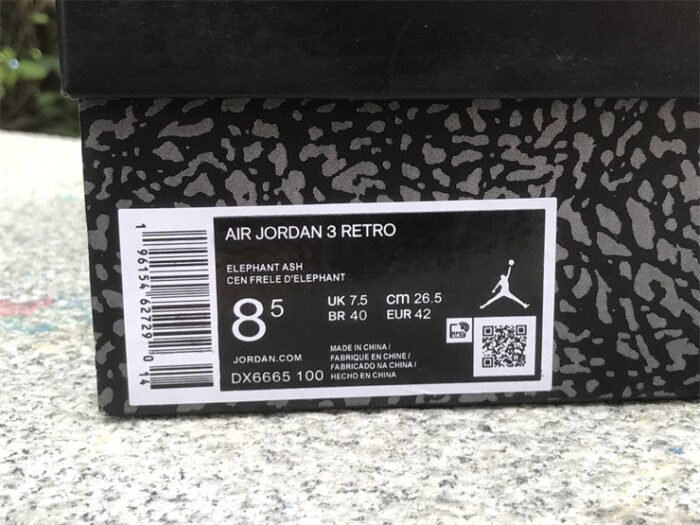 AIR JORDAN 3 RETRO
ELEPHANT ASH
CEN FRELE D'ELEPHANT
8 5
UK 7.5 cm 26.5
BR 40 EUR 42
JORDAN.COM
DX6665 100
MADE IN CHINA /
FABRIQUE EN CHINE /
FABRICADO NA CHINA /
HECHO EN CHINA
1 96154 62729 0 14